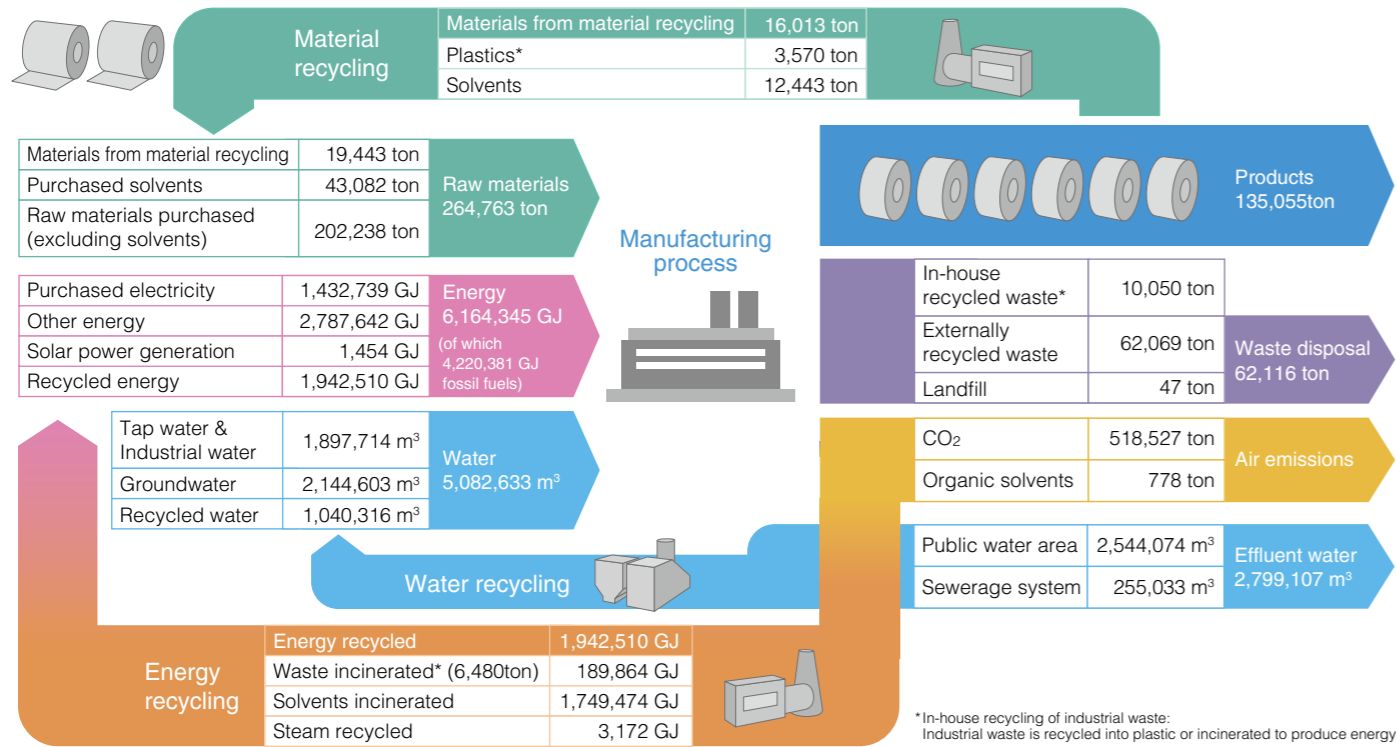 Material
recycling
Materials from material recycling 16,013 ton
Plastics* 3,570 ton
Solvents 12,443 ton
Materials from material recycling 19,443 ton
Purchased solvents 43,082 ton
Raw materials purchased
(excluding solvents) 202,238 ton
Raw materials
264,763 ton
Purchased electricity 1,432,739 GJ
Other energy 2,787,642 GJ
Solar power generation 1,454 GJ
Recycled energy 1,942,510 GJ
Energy
6,164,345 GJ
(of which
4,220,381 GJ
fossil fuels)
Tap water &
Industrial water 1,897,714 m³
Groundwater 2,144,603 m³
Recycled water 1,040,316 m³
Water
5,082,633 m³
Manufacturing
process
Products
135,055ton
In-house
recycled waste* 10,050 ton
Externally
recycled waste 62,069 ton
Landfill 47 ton
Waste disposal
62,116 ton
CO₂ 518,527 ton
Organic solvents 778 ton
Air emissions
Public water area 2,544,074 m³
Sewerage system 255,033 m³
Effluent water
2,799,107 m³
Water recycling
Energy
recycling
Energy recycled 1,942,510 GJ
Waste incinerated* (6,480ton) 189,864 GJ
Solvents incinerated 1,749,474 GJ
Steam recycled 3,172 GJ
*In-house recycling of industrial waste:
Industrial waste is recycled into plastic or incinerated to produce energy